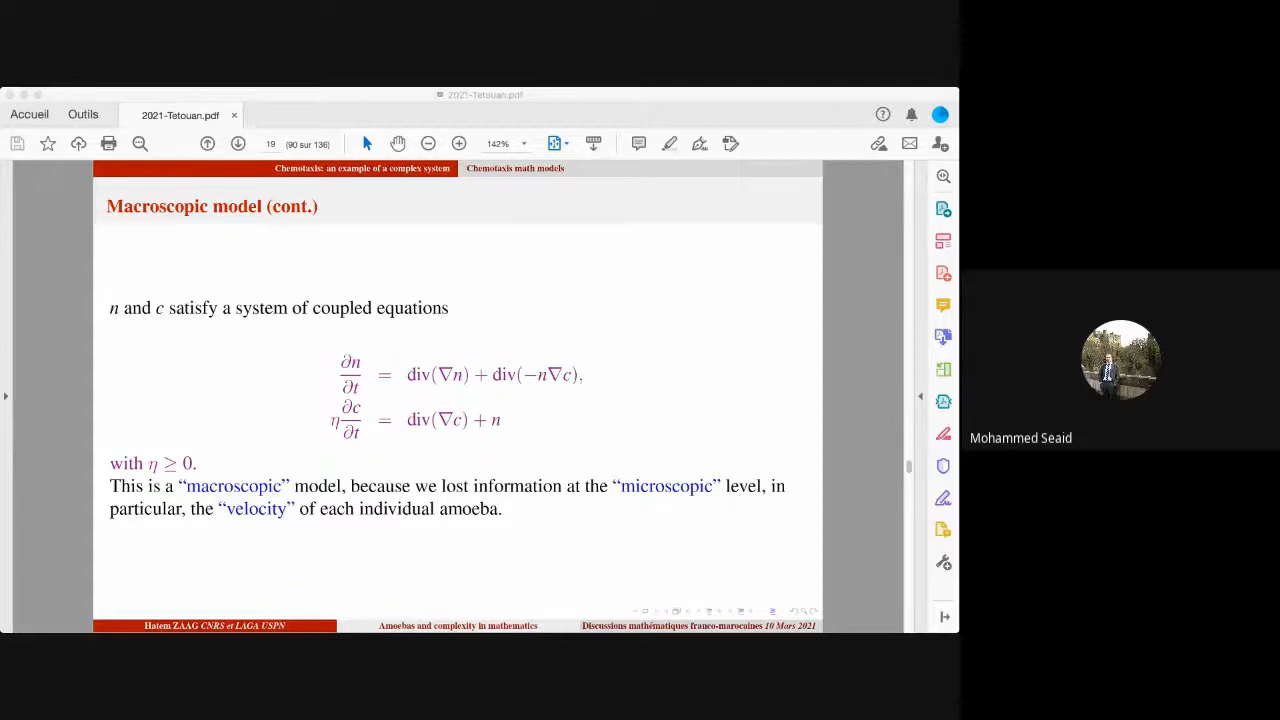 2021-Tetouan.pdf
Accueil Outils 2021-Tetouan.pdf ×
19 (90 sur 136) 142%
Chemotaxis: an example of a complex system Chemotaxis math models
Macroscopic model (cont.)
n and c satisfy a system of coupled equations
∂n/∂t = div(∇n) + div(−n∇c),
η ∂c/∂t = div(∇c) + n
with η ≥ 0.
This is a “macroscopic” model, because we lost information at the “microscopic” level, in
particular, the “velocity” of each individual amoeba.
Hatem ZAAG CNRS et LAGA USPN Amoebas and complexity in mathematics Discussions mathématiques franco-marocaines 10 Mars 2021
Mohammed Seaid